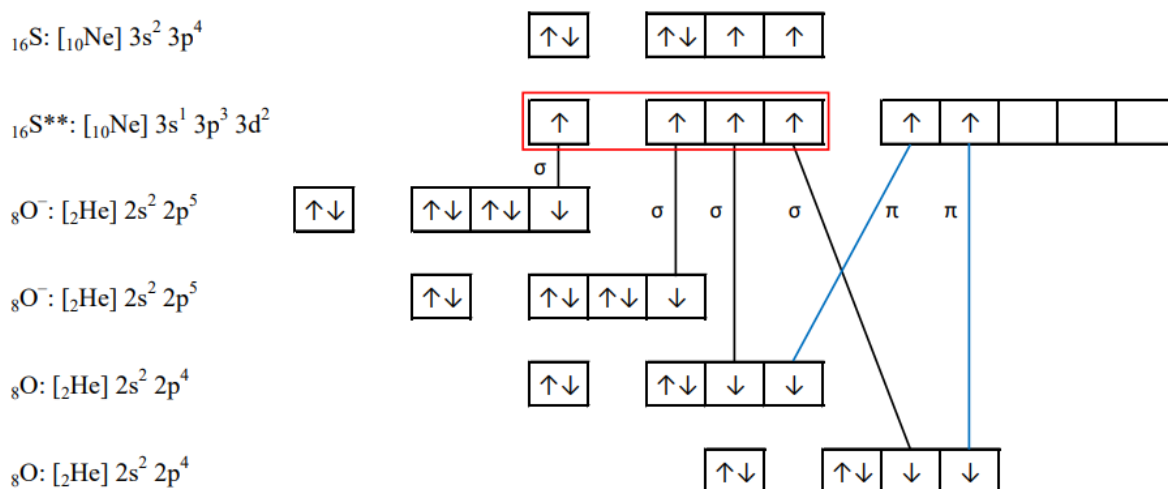 ₁₆S: [₁₀Ne] 3s² 3p⁴ ↑↓ ↑↓ ↑ ↑
₁₆S**: [₁₀Ne] 3s¹ 3p³ 3d² ↑ ↑ ↑ ↑ ↑ ↑
σ
₈O⁻: [₂He] 2s² 2p⁵ ↑↓ ↑↓ ↑↓ ↓ σ σ σ π π
₈O⁻: [₂He] 2s² 2p⁵ ↑↓ ↑↓ ↑↓ ↓
₈O: [₂He] 2s² 2p⁴ ↑↓ ↑↓ ↓ ↓
₈O: [₂He] 2s² 2p⁴ ↑↓ ↑↓ ↓ ↓